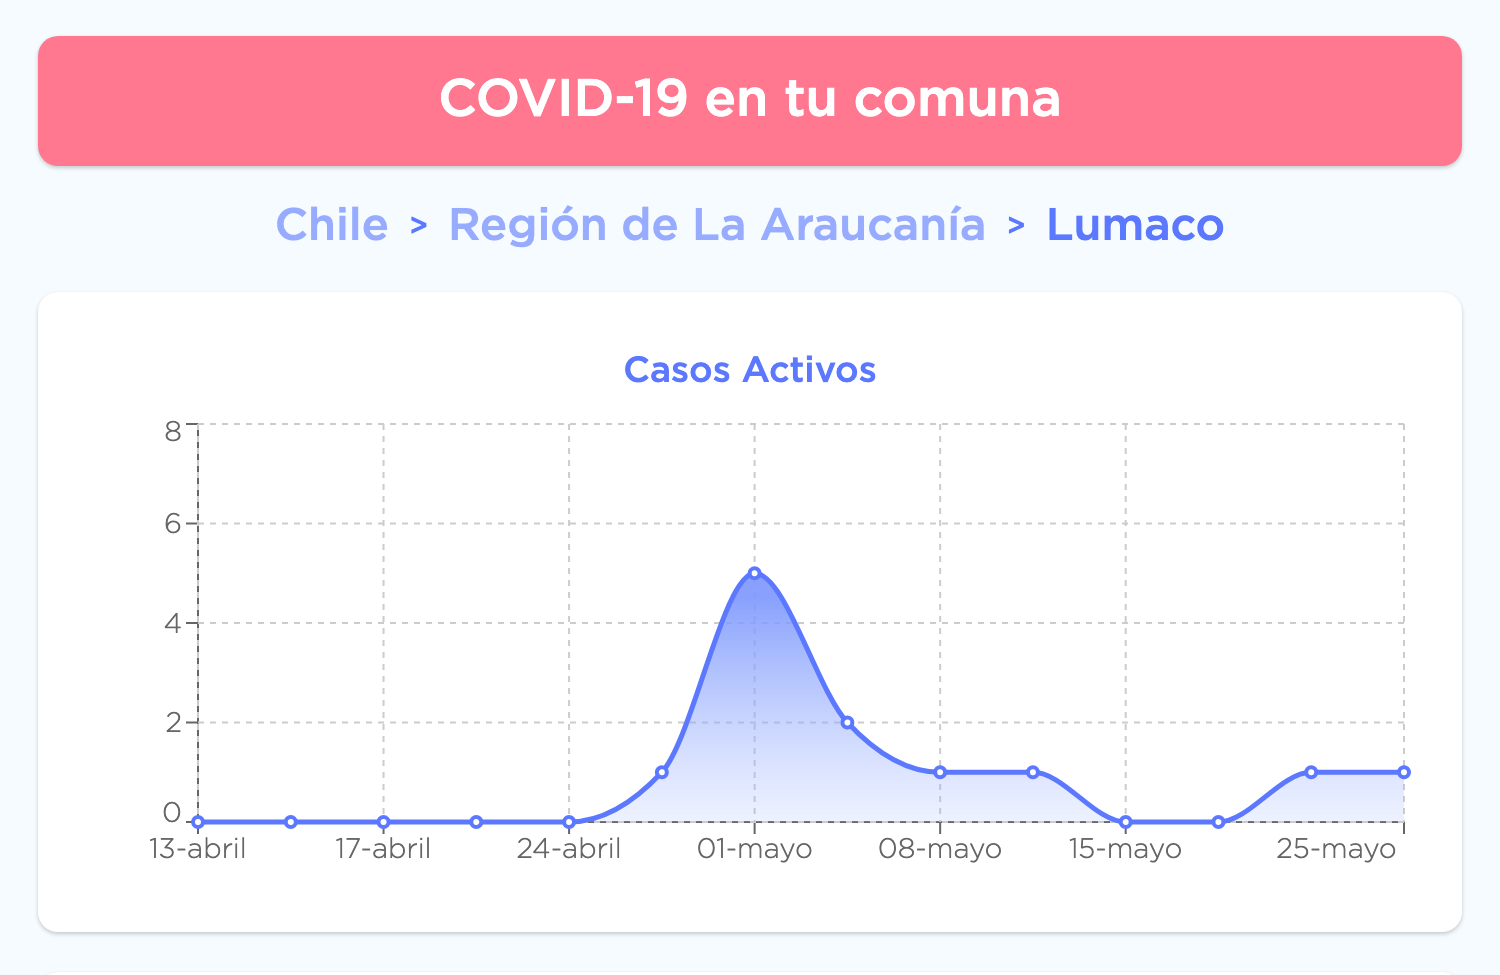 COVID-19 en tu comuna
Chile > Región de La Araucanía > Lumaco
Casos Activos
8
6
4
2
0
13-abril 17-abril 24-abril 01-mayo 08-mayo 15-mayo 25-mayo